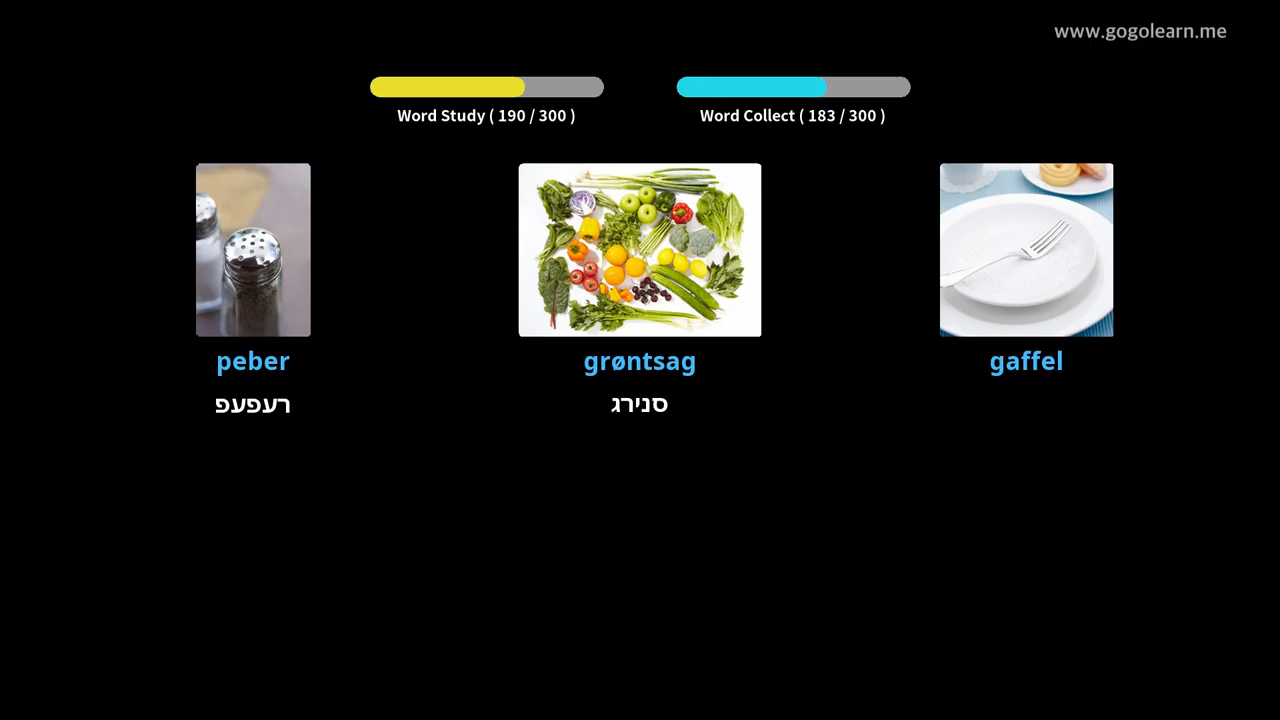 www.gogolearn.me
Word Study ( 190 / 300 )
Word Collect ( 183 / 300 )
peber
grøntsag
gaffel
רעפעפ
סנירג